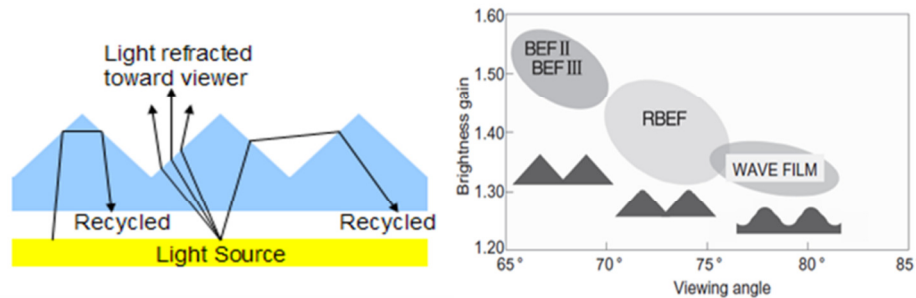 Light refracted
toward viewer
Recycled
Recycled
Light Source
Brightness gain
1.60
1.50
1.40
1.30
1.20
BEF II
BEF III
RBEF
WAVE FILM
65°
70°
75°
80°
85
Viewing angle